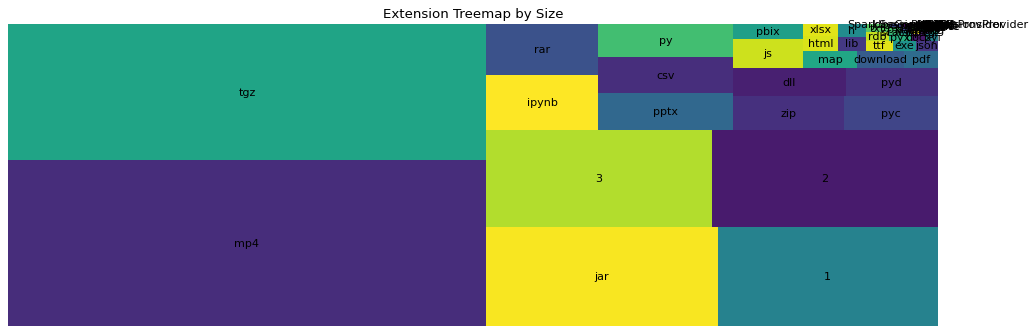 Extension Treemap by Size
tgz
mp4
rar
ipynb
py
csv
pptx
pbix
js
xlsx
html
lib
map
download
pdf
ttf
exe
json
dll
pyd
zip
pyc
3
2
jar
1